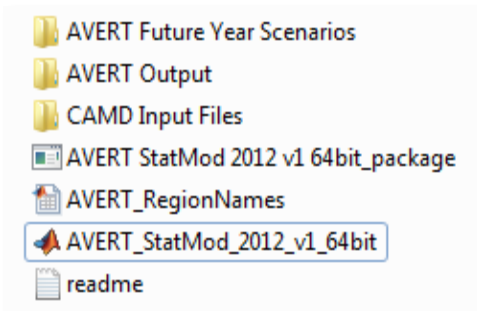 AVERT Future Year Scenarios
AVERT Output
CAMD Input Files
AVERT StatMod 2012 v1 64bit_package
AVERT_RegionNames
AVERT_StatMod_2012_v1_64bit
readme